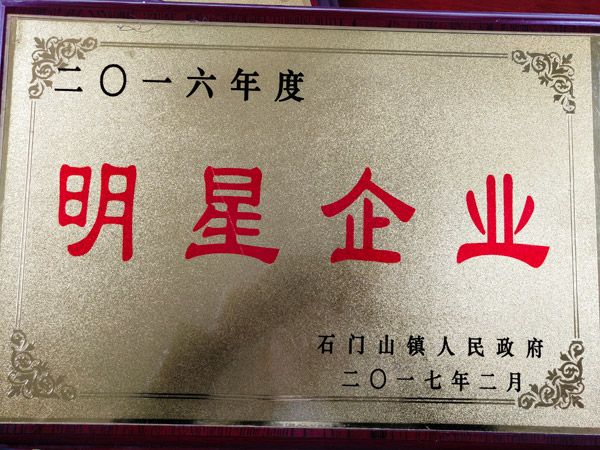 二〇一六年度
明星企业
石门山镇人民政府
二〇一七年二月